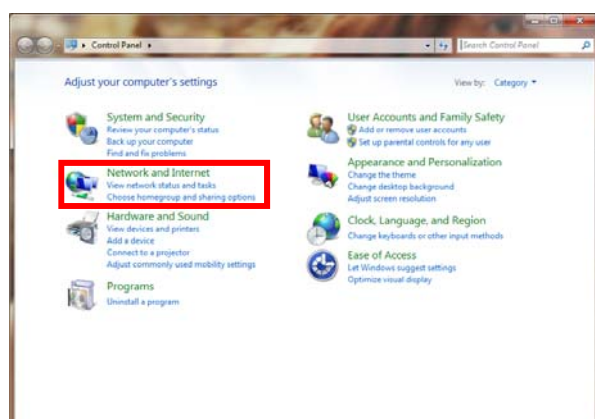 Control Panel
Search Control Panel
Adjust your computer's settings
View by: Category
System and Security
Review your computer's status
Back up your computer
Find and fix problems
Network and Internet
View network status and tasks
Choose homegroup and sharing options
Hardware and Sound
View devices and printers
Add a device
Connect to a projector
Adjust commonly used mobility settings
Programs
Uninstall a program
User Accounts and Family Safety
Add or remove user accounts
Set up parental controls for any user
Appearance and Personalization
Change the theme
Change desktop background
Adjust screen resolution
Clock, Language, and Region
Change keyboards or other input methods
Ease of Access
Let Windows suggest settings
Optimize visual display